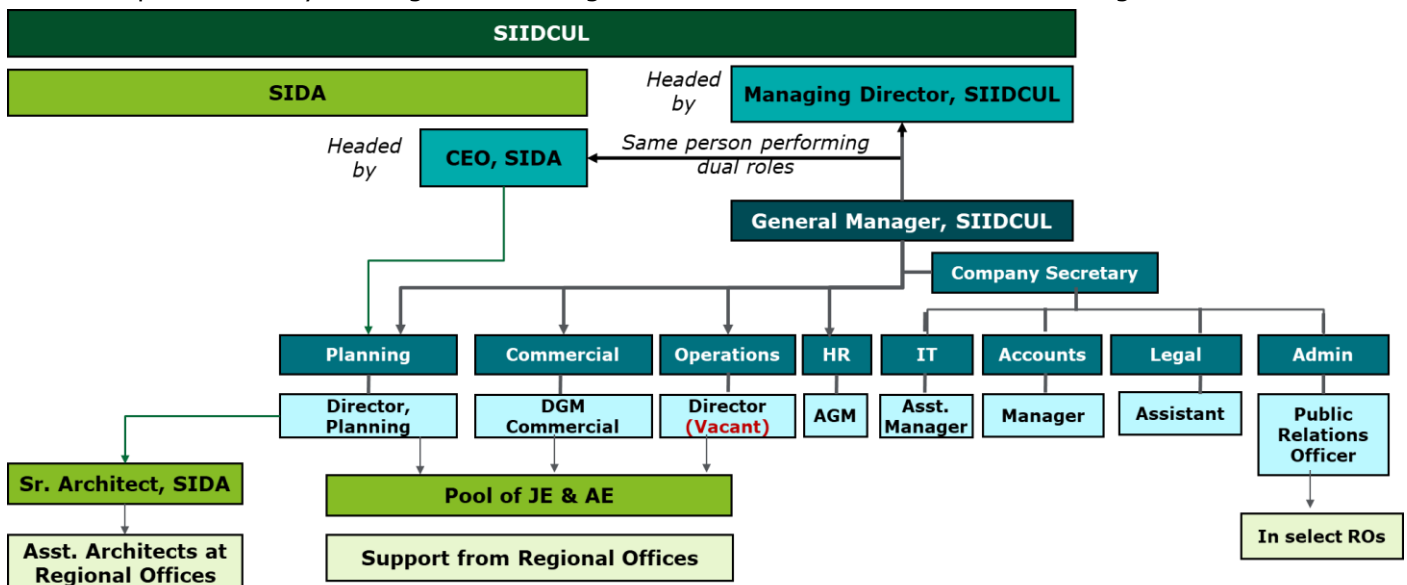 SIIDCUL
SIDA
Headed
by
Managing Director, SIIDCUL
Headed
by
CEO, SIDA
Same person performing
dual roles
General Manager, SIIDCUL
Company Secretary
Planning
Commercial
Operations
HR
IT
Accounts
Legal
Admin
Director,
Planning
DGM
Commercial
Director
(Vacant)
AGM
Asst.
Manager
Manager
Assistant
Public
Relations
Officer
Sr. Architect, SIDA
Pool of JE & AE
In select ROs
Asst. Architects at
Regional Offices
Support from Regional Offices